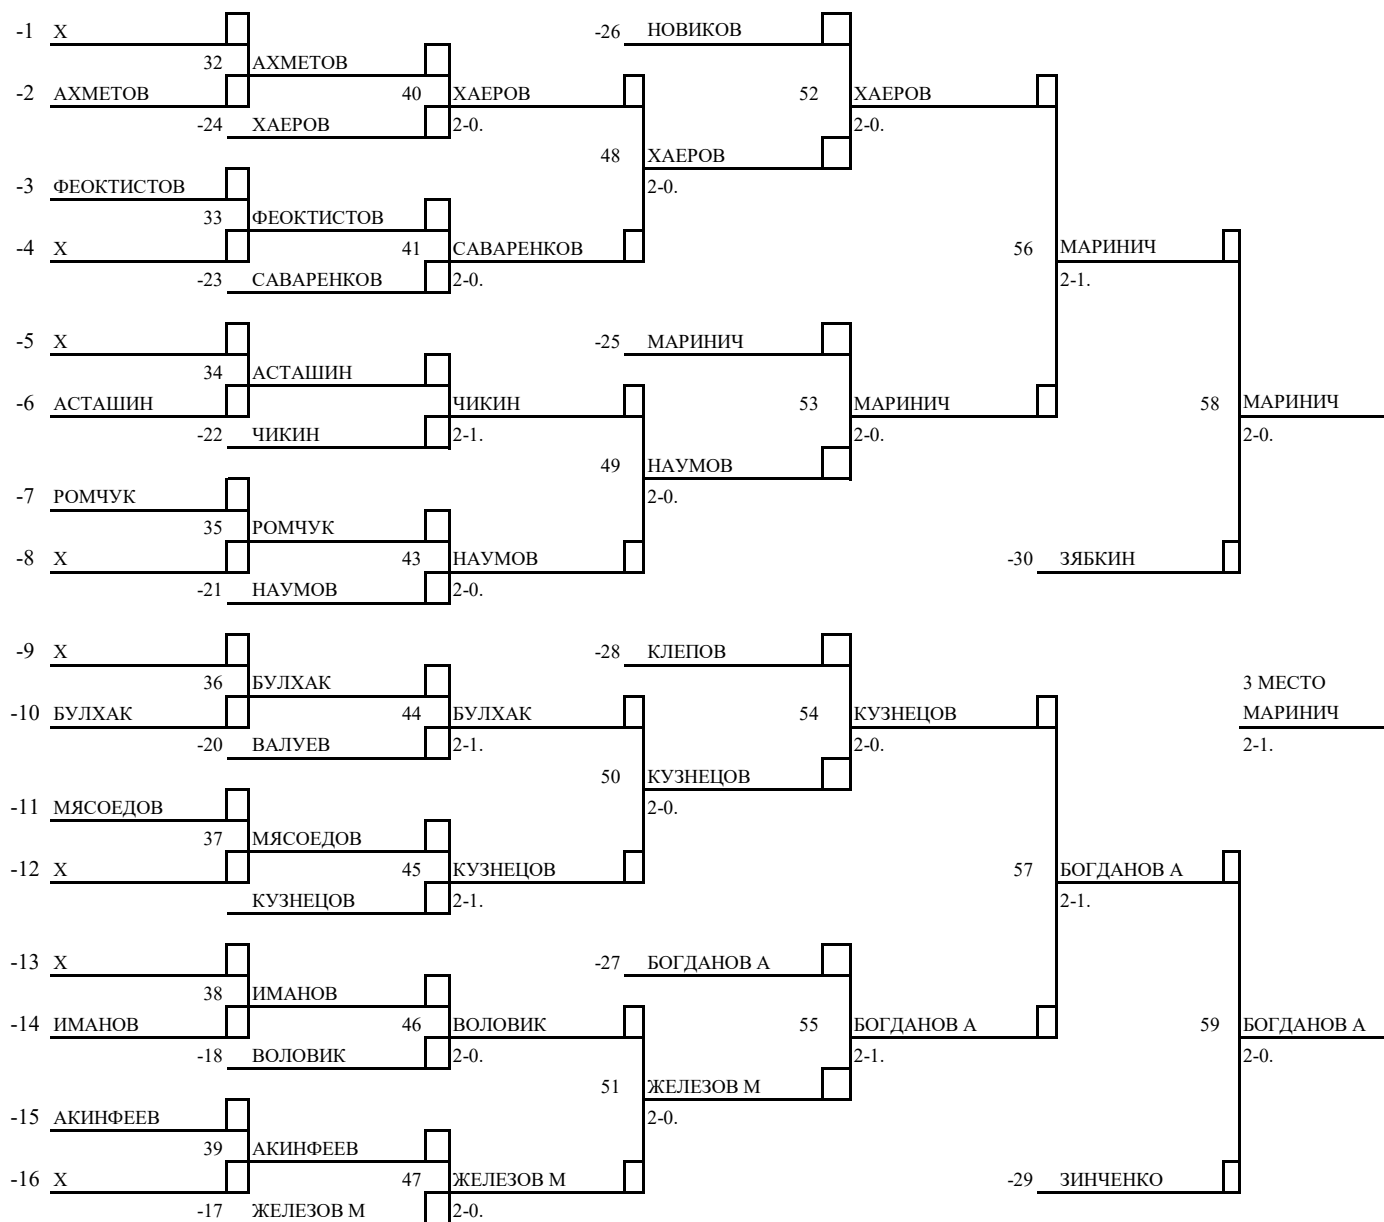 -1 X -26 НОВИКОВ
32 АХМЕТОВ
-2 АХМЕТОВ 40 ХАЕРОВ 52 ХАЕРОВ
-24 ХАЕРОВ 2-0. 2-0.
48 ХАЕРОВ
-3 ФЕОКТИСТОВ 2-0.
33 ФЕОКТИСТОВ
-4 X 41 САВАРЕНКОВ 56 МАРИНИЧ
-23 САВАРЕНКОВ 2-0. 2-1.
-5 X -25 МАРИНИЧ
34 АСТАШИН
-6 АСТАШИН ЧИКИН 53 МАРИНИЧ 58 МАРИНИЧ
-22 ЧИКИН 2-1. 2-0. 2-0.
49 НАУМОВ
-7 РОМЧУК 2-0.
35 РОМЧУК
-8 X 43 НАУМОВ -30 ЗЯБКИН
-21 НАУМОВ 2-0.
-9 X -28 КЛЕПОВ
36 БУЛХАК 3 МЕСТО
-10 БУЛХАК 44 БУЛХАК 54 КУЗНЕЦОВ МАРИНИЧ
-20 ВАЛУЕВ 2-1. 2-0. 2-1.
50 КУЗНЕЦОВ
-11 МЯСОЕДОВ 2-0.
37 МЯСОЕДОВ
-12 X 45 КУЗНЕЦОВ 57 БОГДАНОВ А
КУЗНЕЦОВ 2-1. 2-1.
-13 X -27 БОГДАНОВ А
38 ИМАНОВ
-14 ИМАНОВ 46 ВОЛОВИК 55 БОГДАНОВ А 59 БОГДАНОВ А
-18 ВОЛОВИК 2-0. 2-1. 2-0.
51 ЖЕЛЕЗОВ М
-15 АКИНФЕЕВ 2-0.
39 АКИНФЕЕВ
-16 X 47 ЖЕЛЕЗОВ М -29 ЗИНЧЕНКО
-17 ЖЕЛЕЗОВ М 2-0.